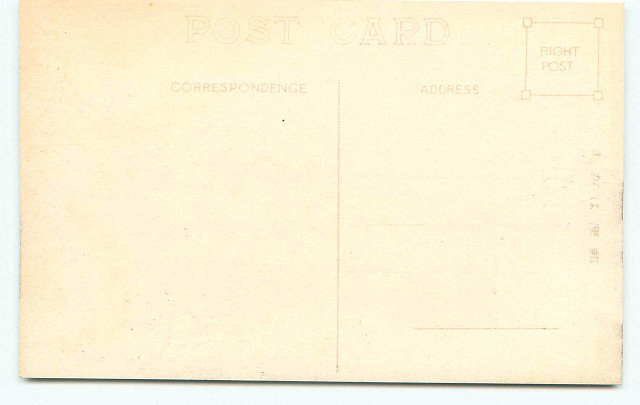 POST CARD
CORRESPONDENCE
ADDRESS
RIGHT
POST